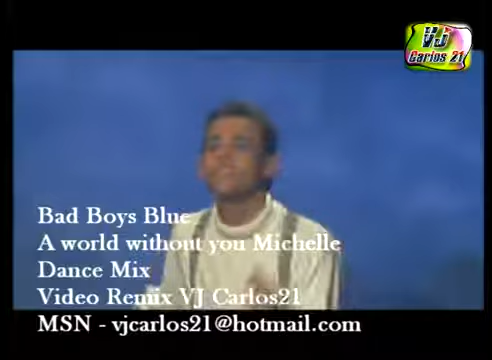 VJ
Carlos 21
Bad Boys Blue
A world without you Michelle
Dance Mix
Video Remix VJ Carlos21
MSN - vjcarlos21@hotmail.com